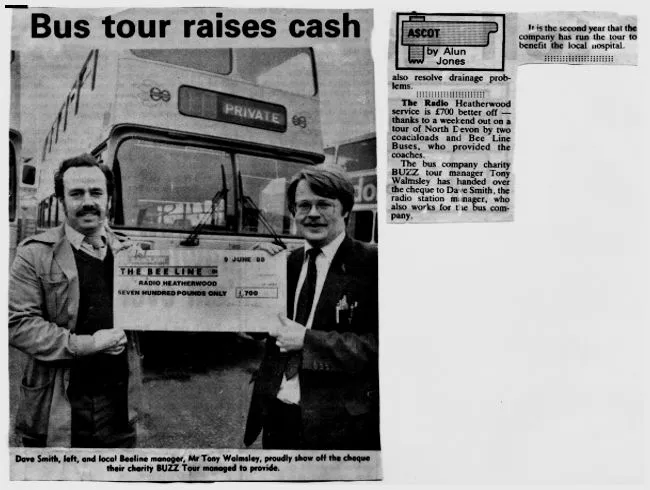 Bus tour raises cash
PRIVATE
9 JUNE 88
THE BEE LINE
RADIO HEATHERWOOD
SEVEN HUNDRED POUNDS ONLY £700
Dave Smith, left, and local Beeline manager, Mr Tony Walmsley, proudly show off the cheque
their charity BUZZ Tour managed to provide.
ASCOT
by Alun
Jones
also resolve drainage prob-
lems.
The Radio Heatherwood
service is £700 better off —
thanks to a weekend out on a
tour of North Devon by two
coachloads and Bee Line
Buses, who provided the
coaches.
The bus company charity
BUZZ tour manager Tony
Walmsley has handed over
the cheque to Dave Smith, the
radio station manager, who
also works for the bus com-
pany.
It is the second year that the
company has run the tour to
benefit the local hospital.